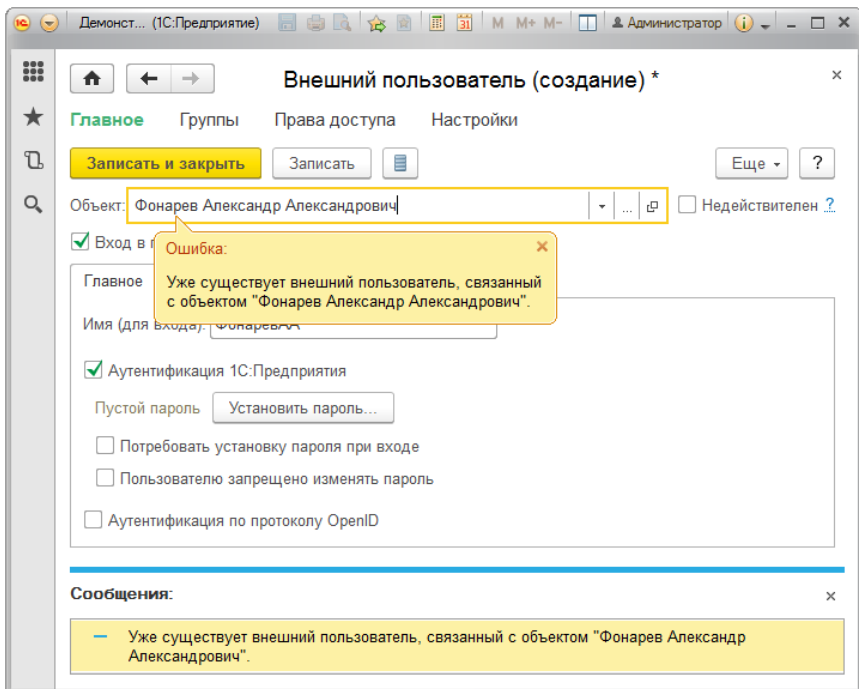 Демонст... (1С:Предприятие) 31 M M+ M- Администратор i
Внешний пользователь (создание) *
Главное Группы Права доступа Настройки
Записать и закрыть Записать Еще ?
Объект: Фонарев Александр Александрович ... Недействителен ?
Вход в
Ошибка:
Уже существует внешний пользователь, связанный
с объектом "Фонарев Александр Александрович".
Главное
Имя (для входа): ФонаревАА
Аутентификация 1С:Предприятия
Пустой пароль Установить пароль...
Потребовать установку пароля при входе
Пользователю запрещено изменять пароль
Аутентификация по протоколу OpenID
Сообщения:
Уже существует внешний пользователь, связанный с объектом "Фонарев Александр
Александрович".